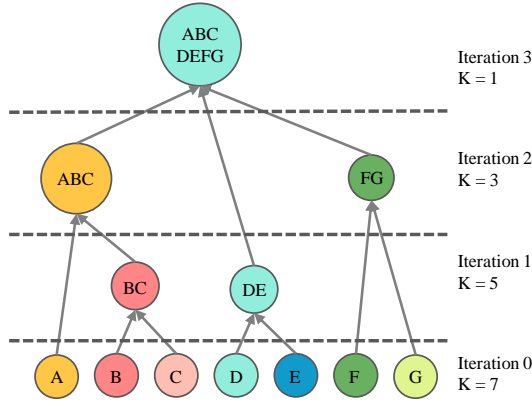 ABC
DEFG
Iteration 3
K = 1
ABC
FG
Iteration 2
K = 3
BC
DE
Iteration 1
K = 5
A
B
C
D
E
F
G
Iteration 0
K = 7